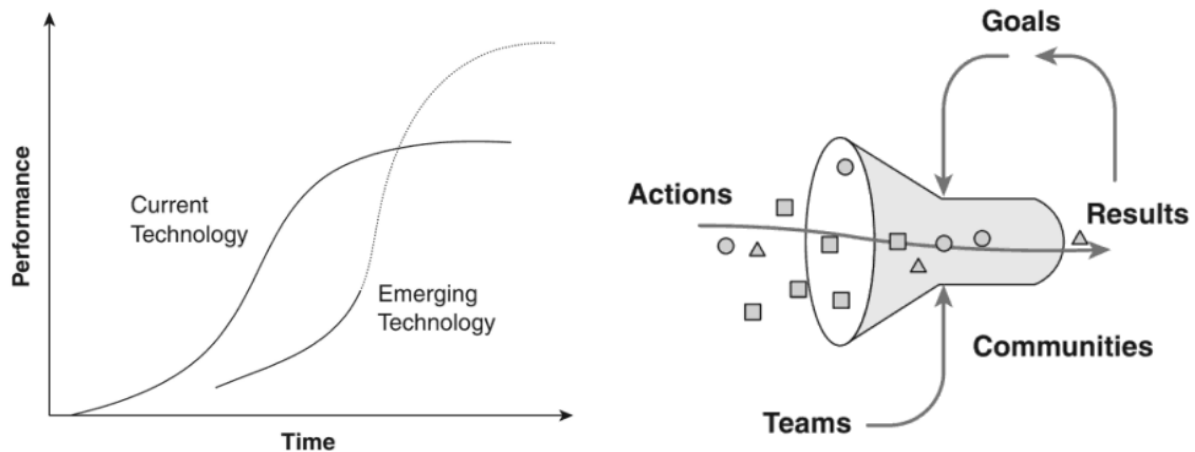 Performance
Current
Technology
Emerging
Technology
Time
Goals
Actions
Results
Communities
Teams